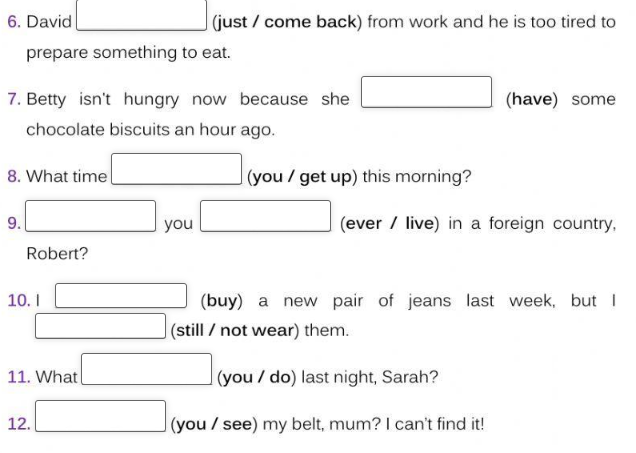 6. David (just / come back) from work and he is too tired to
prepare something to eat.
7. Betty isn't hungry now because she (have) some
chocolate biscuits an hour ago.
8. What time (you / get up) this morning?
9. you (ever / live) in a foreign country,
Robert?
10. I (buy) a new pair of jeans last week, but I
(still / not wear) them.
11. What (you / do) last night, Sarah?
12. (you / see) my belt, mum? I can't find it!